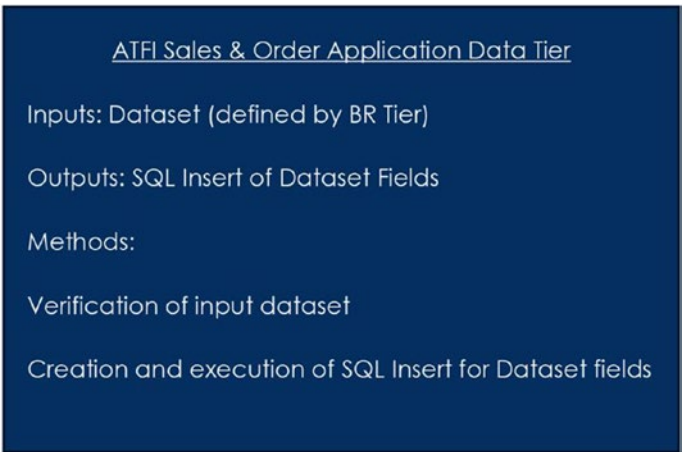 ATFI Sales & Order Application Data Tier
Inputs: Dataset (defined by BR Tier)
Outputs: SQL Insert of Dataset Fields
Methods:
Verification of input dataset
Creation and execution of SQL Insert for Dataset fields